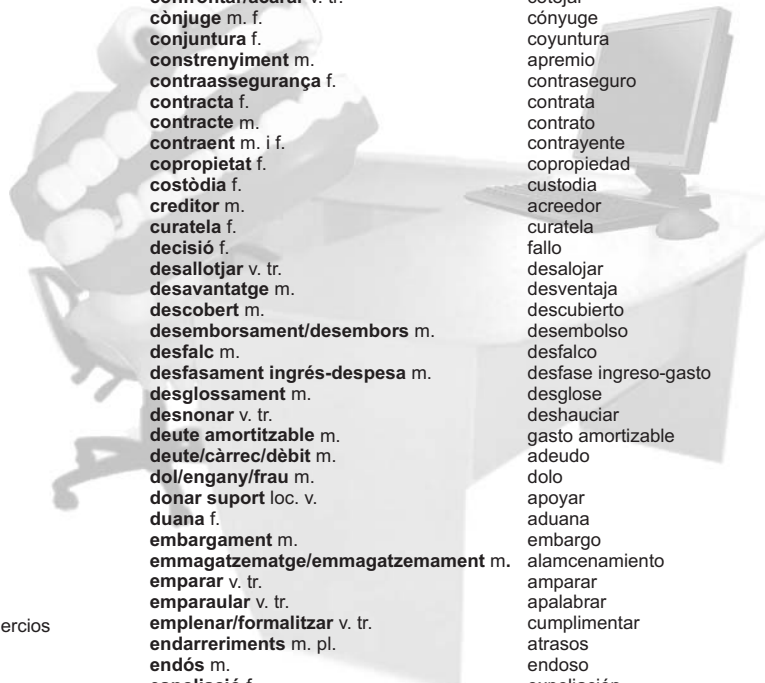 cònjuge m. f. cónyuge
conjuntura f. coyuntura
constrenyiment m. apremio
contraassegurança f. contraseguro
contracta f. contrata
contracte m. contrato
contraent m. i f. contrayente
copropietat f. copropiedad
costòdia f. custodia
creditor m. acreedor
curatela f. curatela
decisió f. fallo
desallotjar v. tr. desalojar
desavantatge m. desventaja
descobert m. descubierto
desemborsament/desembors m. desembolso
desfalc m. desfalco
desfasament ingrés-despesa m. desfase ingreso-gasto
desglossament m. desglose
desnonar v. tr. deshauciar
deute amortitzable m. gasto amortizable
deute/càrrec/dèbit m. adeudo
dol/engany/frau m. dolo
donar suport loc. v. apoyar
duana f. aduana
embargament m. embargo
emmagatzematge/emmagatzemament m. alamcenamiento
emparar v. tr. amparar
emparaular v. tr. apalabrar
ercios emplenar/formalitzar v. tr. cumplimentar
endarreriments m. pl. atrasos
endós m. endoso